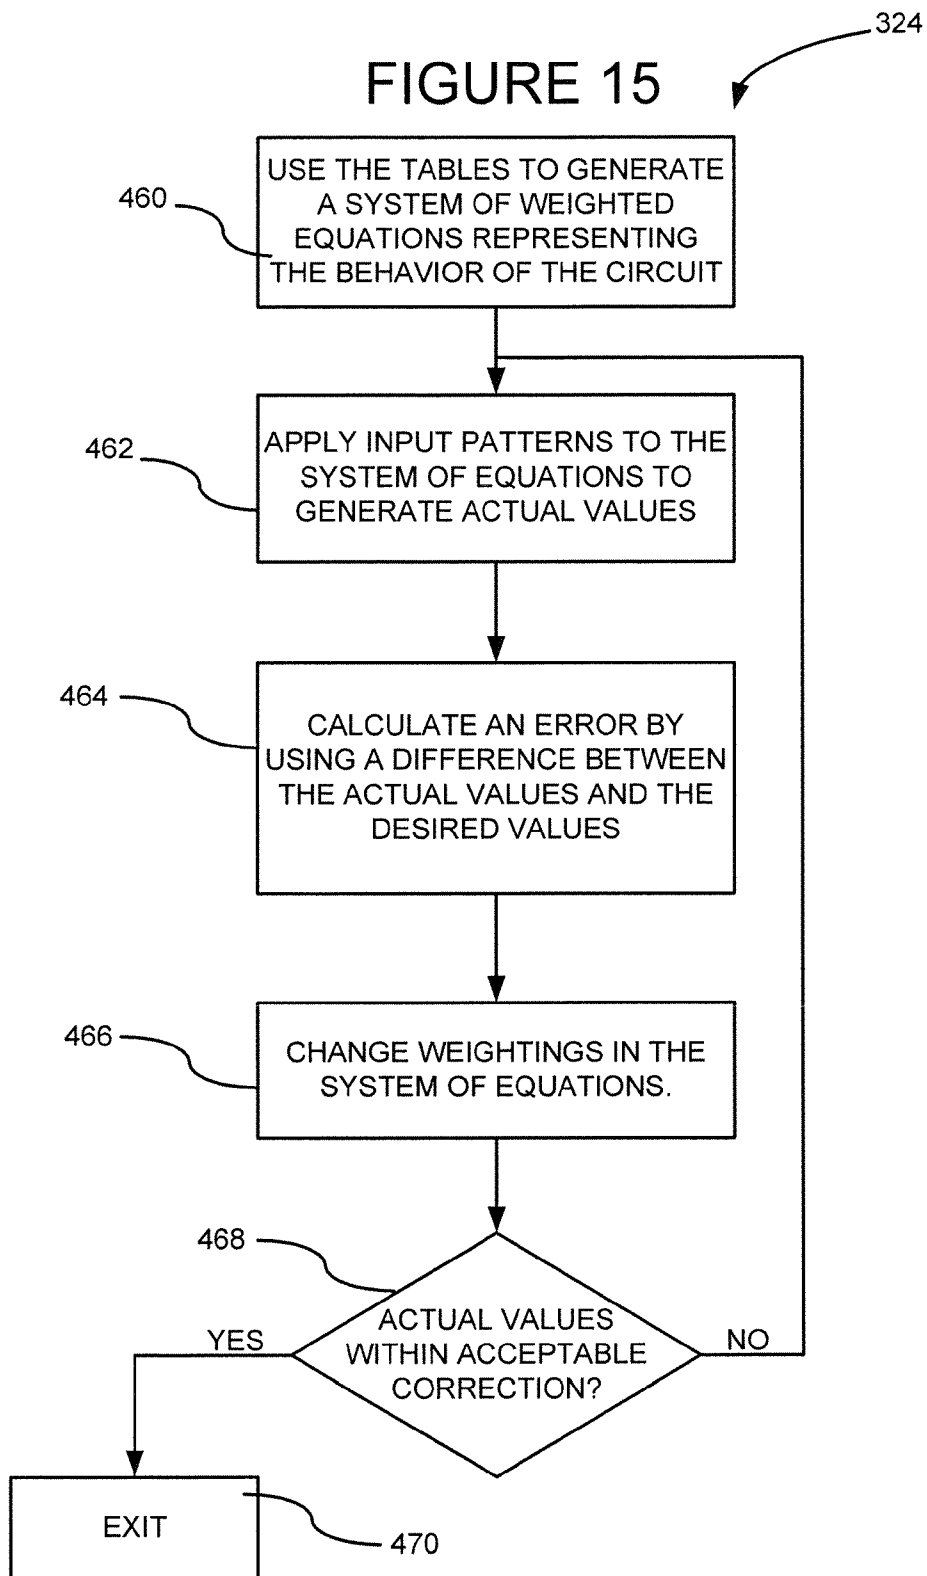 324
FIGURE 15
460
USE THE TABLES TO GENERATE
A SYSTEM OF WEIGHTED
EQUATIONS REPRESENTING
THE BEHAVIOR OF THE CIRCUIT
462
APPLY INPUT PATTERNS TO THE
SYSTEM OF EQUATIONS TO
GENERATE ACTUAL VALUES
464
CALCULATE AN ERROR BY
USING A DIFFERENCE BETWEEN
THE ACTUAL VALUES AND THE
DESIRED VALUES
466
CHANGE WEIGHTINGS IN THE
SYSTEM OF EQUATIONS.
468
ACTUAL VALUES
WITHIN ACCEPTABLE
CORRECTION?
YES
NO
EXIT
470